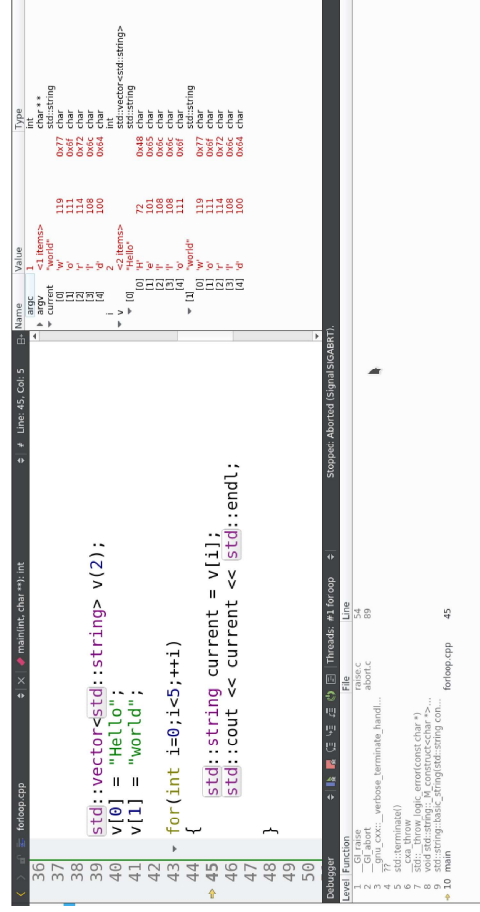 forloop.cpp
main(int, char **): int
# Line: 45, Col: 5
36
37
38
39 std::vector<std::string> v(2);
40 v[0] = "Hello";
41 v[1] = "world";
42
43 for(int i=0;i<5;++i)
44 {
45 std::string current = v[i];
46 std::cout << current << std::endl;
47
48 }
49
50
Name Value Type
argc 1 int
argv <1 items> char **
current "world" std::string
[0] 'w' 119 0x77 char
[1] 'o' 111 0x6f char
[2] 'r' 114 0x72 char
[3] 'l' 108 0x6c char
[4] 'd' 100 0x64 char
i 2 int
v <2 items> std::vector<std::string>
[0] "Hello" std::string
[0] 'H' 72 0x48 char
[1] 'e' 101 0x65 char
[2] 'l' 108 0x6c char
[3] 'l' 108 0x6c char
[4] 'o' 111 0x6f char
[1] "world" std::string
[0] 'w' 119 0x77 char
[1] 'o' 111 0x6f char
[2] 'r' 114 0x72 char
[3] 'l' 108 0x6c char
[4] 'd' 100 0x64 char
Debugger Threads: #1 for oop Stopped: Aborted (Signal SIGABRT).
Level Function File Line
1 __GI_raise raise.c 54
2 __GI_abort abort.c 89
3 __gnu_cxx::__verbose_terminate_handl...
4 ??
5 std::terminate()
6 __cxa_throw
7 std::__throw_logic_error(const char *)
8 void std::string::_M_construct<char *>...
9 std::string::basic_string(std::string con...
10 main forloop.cpp 45